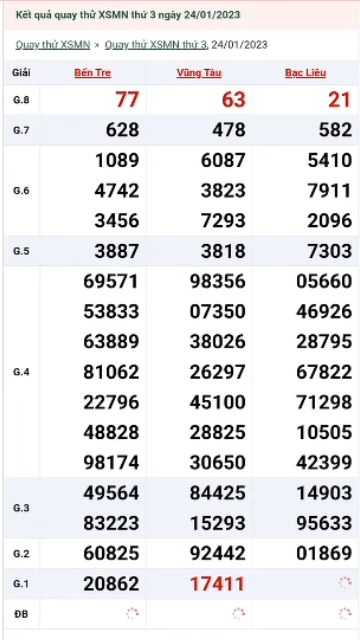 Kết quả quay thử XSMN thứ 3 ngày 24/01/2023
Quay thử XSMN » Quay thử XSMN thứ 3, 24/01/2023
Giải Bến Tre Vũng Tàu Bạc Liêu
G.8 77 63 21
G.7 628 478 582
G.6 1089 6087 5410
4742 3823 7911
3456 7293 2096
G.5 3887 3818 7303
G.4 69571 98356 05660
53833 07350 46926
63889 38026 28795
81062 26297 67822
22796 45100 71298
48828 28825 10505
98174 30650 42399
G.3 49564 84425 14903
83223 15293 95633
G.2 60825 92442 01869
G.1 20862 17411
ĐB